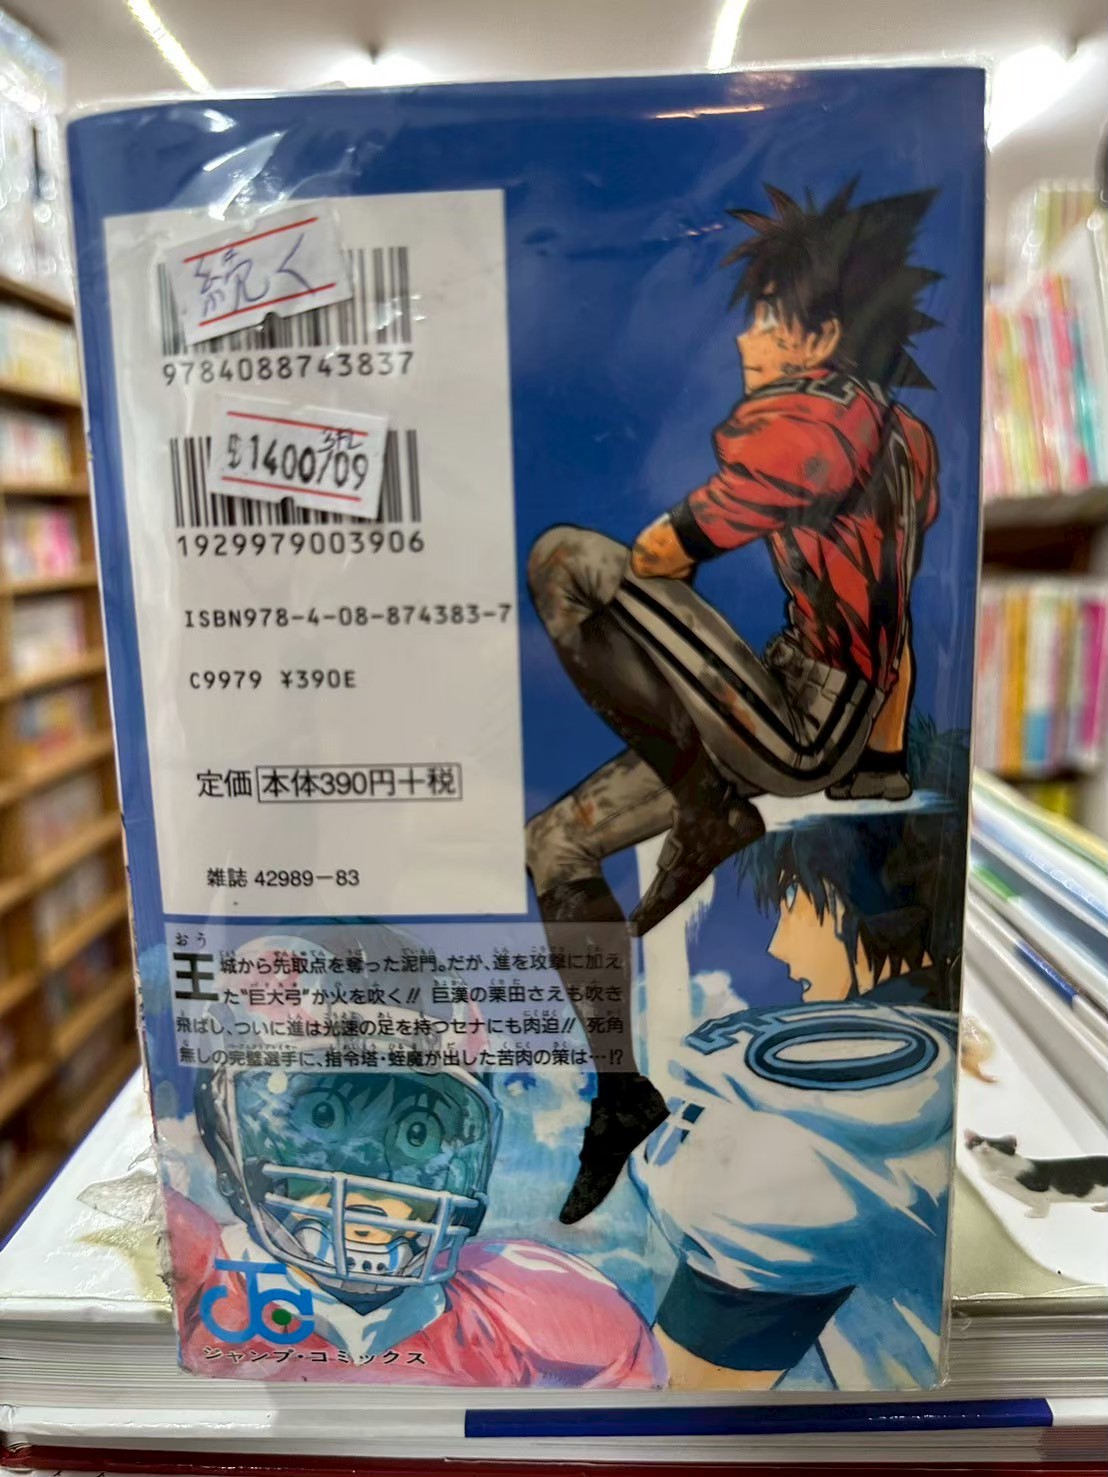 続く
9784088743837
3FL
£1400/09
1929979003906
ISBN978-4-08-874383-7
C9979 ¥390E
定価 本体390円+税
雑誌 42989-83
王城から先取点を奪った泥門。だが、進を攻撃に加え
た“巨大弓”が火を吹く!! 巨漢の栗田さえも吹き
飛ばし、ついに進は光速の足を持つセナにも肉迫!! 死角
無しの完璧選手に、指令塔・蛭魔が出した苦肉の策は…!?
JC
ジャンプ・コミックス